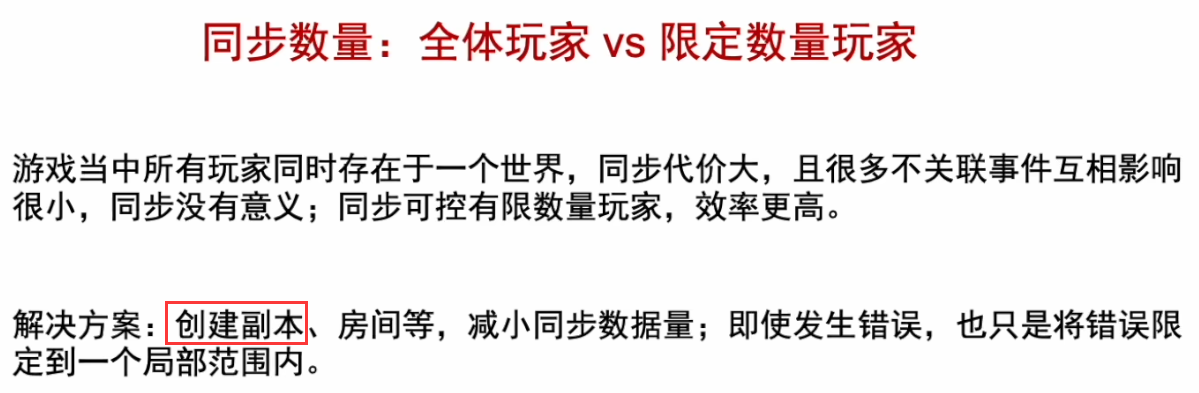 同步数量：全体玩家 vs 限定数量玩家
游戏当中所有玩家同时存在于一个世界，同步代价大，且很多不关联事件互相影响
很小，同步没有意义；同步可控有限数量玩家，效率更高。
解决方案：创建副本、房间等，减小同步数据量；即使发生错误，也只是将错误限
定到一个局部范围内。